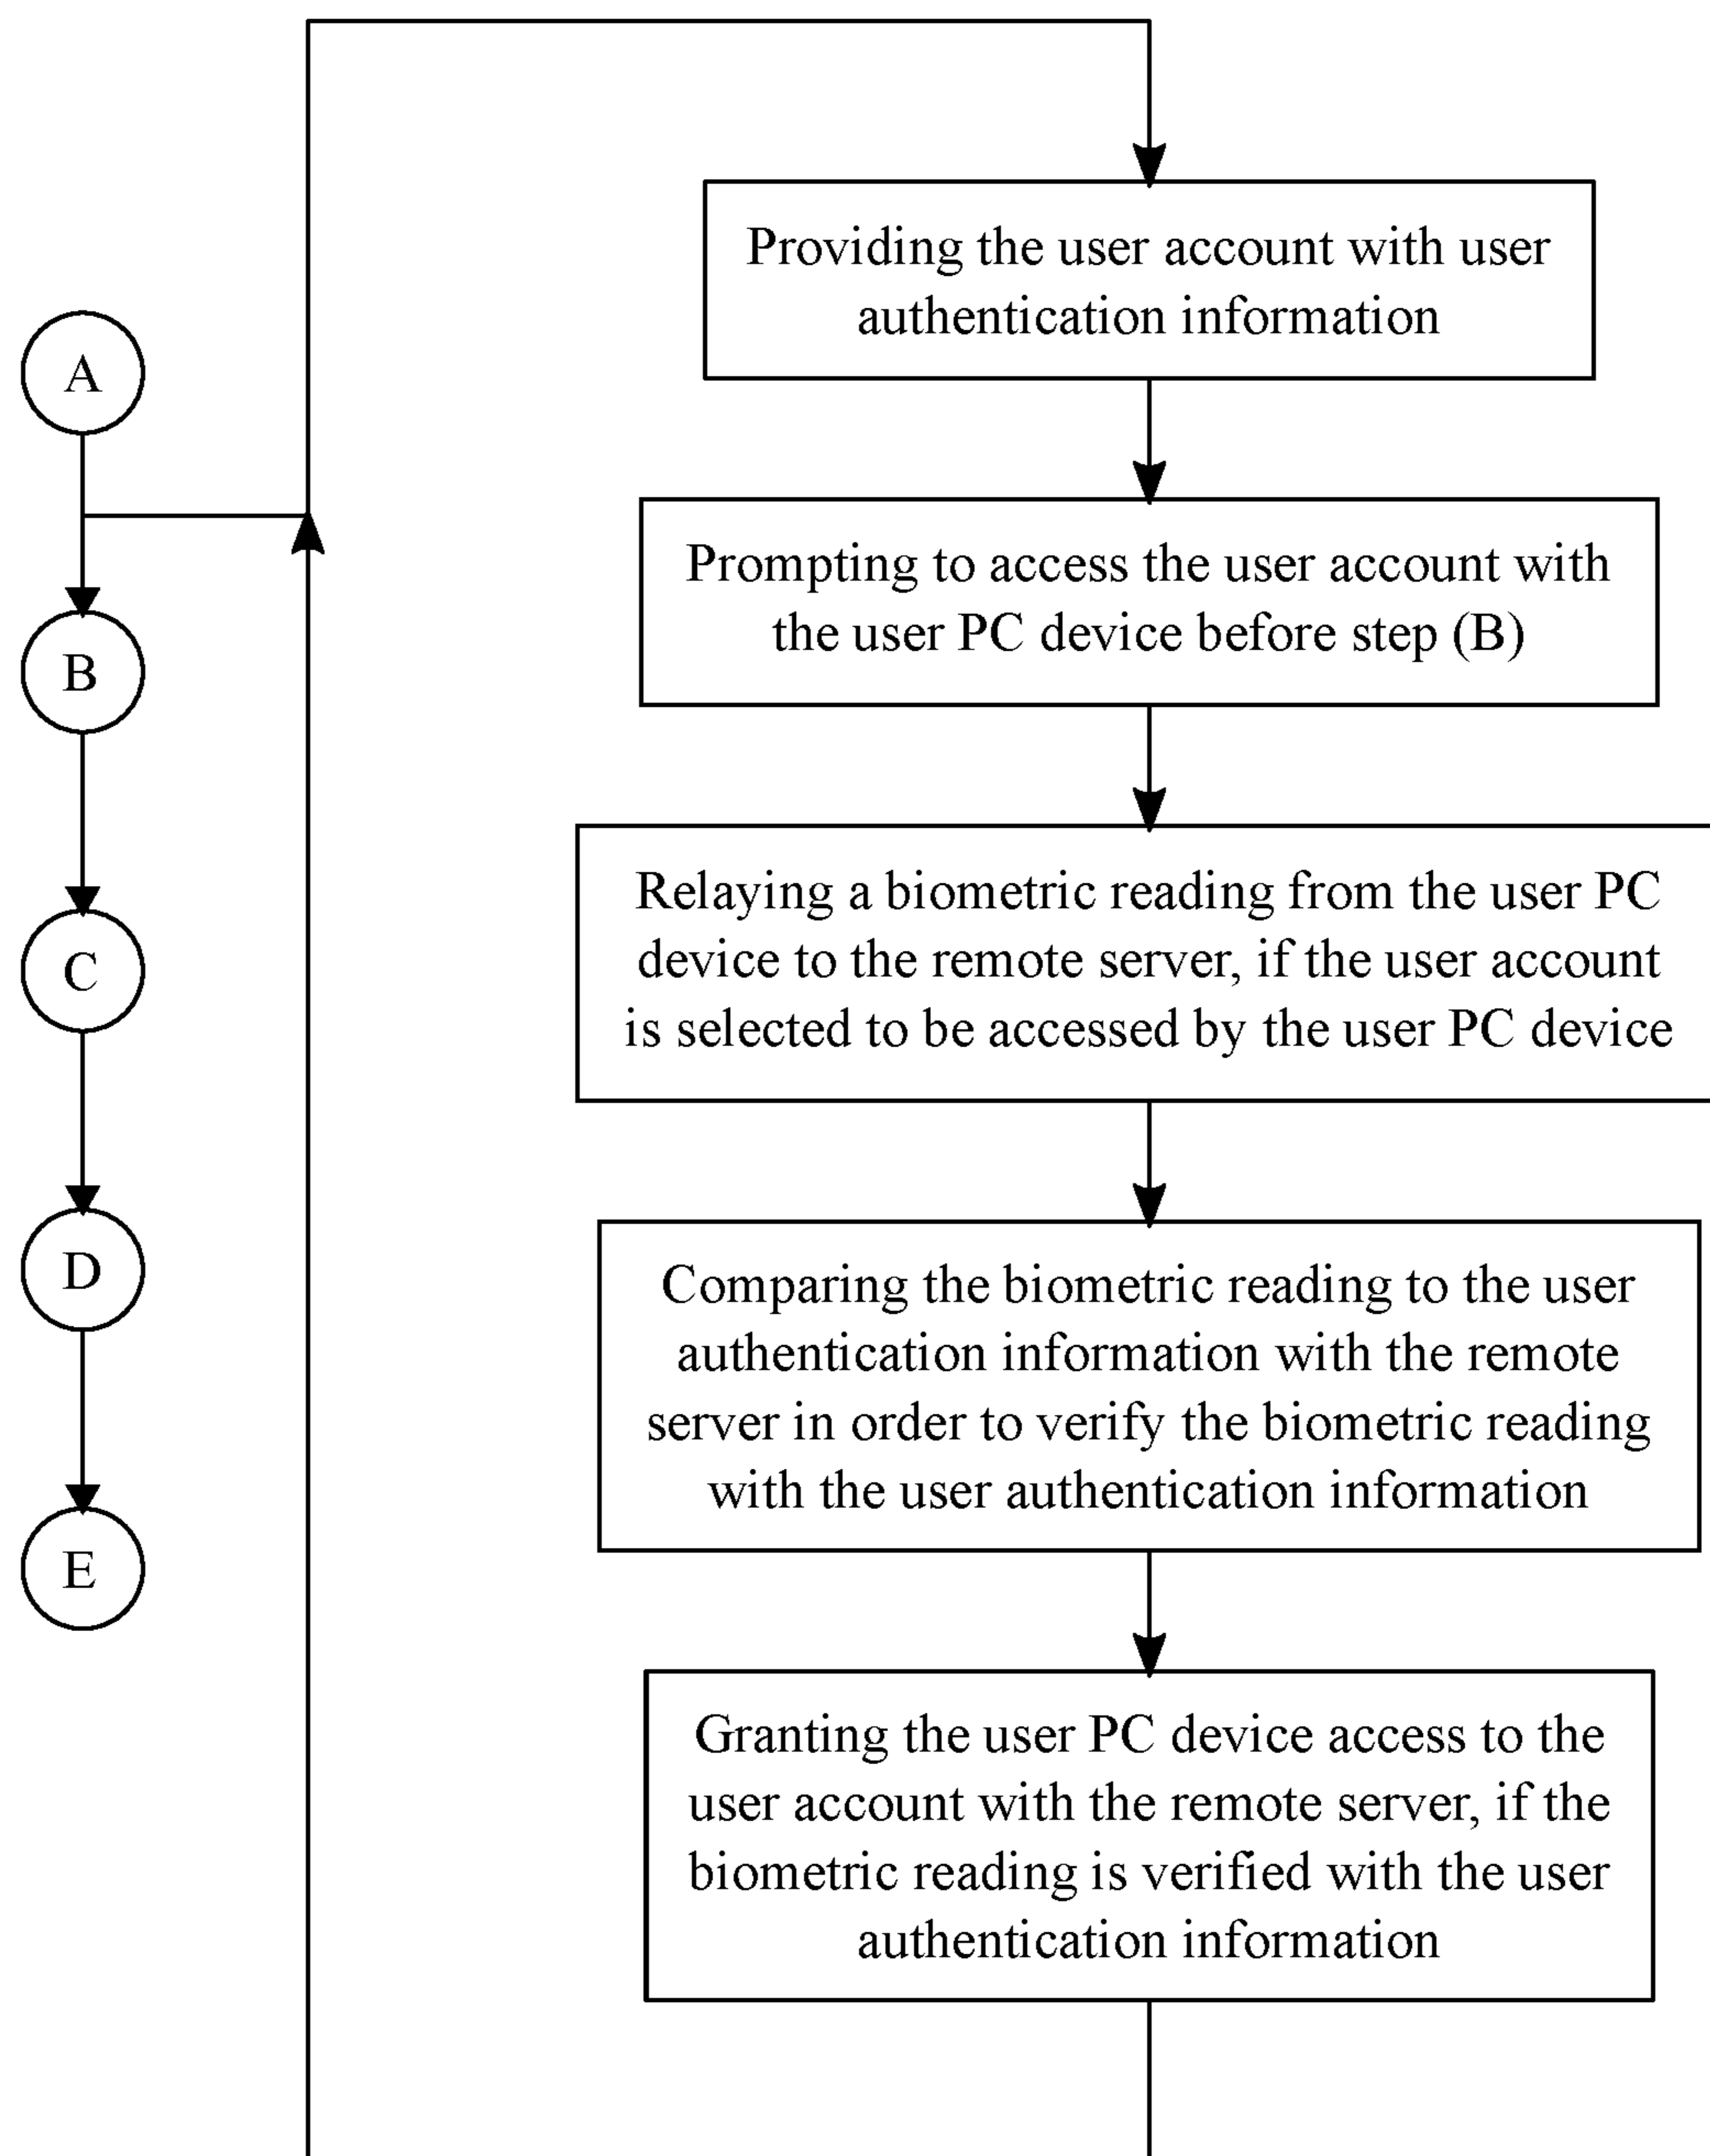 A
B
C
D
E
Providing the user account with user
authentication information
Prompting to access the user account with
the user PC device before step (B)
Relaying a biometric reading from the user PC
device to the remote server, if the user account
is selected to be accessed by the user PC device
Comparing the biometric reading to the user
authentication information with the remote
server in order to verify the biometric reading
with the user authentication information
Granting the user PC device access to the
user account with the remote server, if the
biometric reading is verified with the user
authentication information